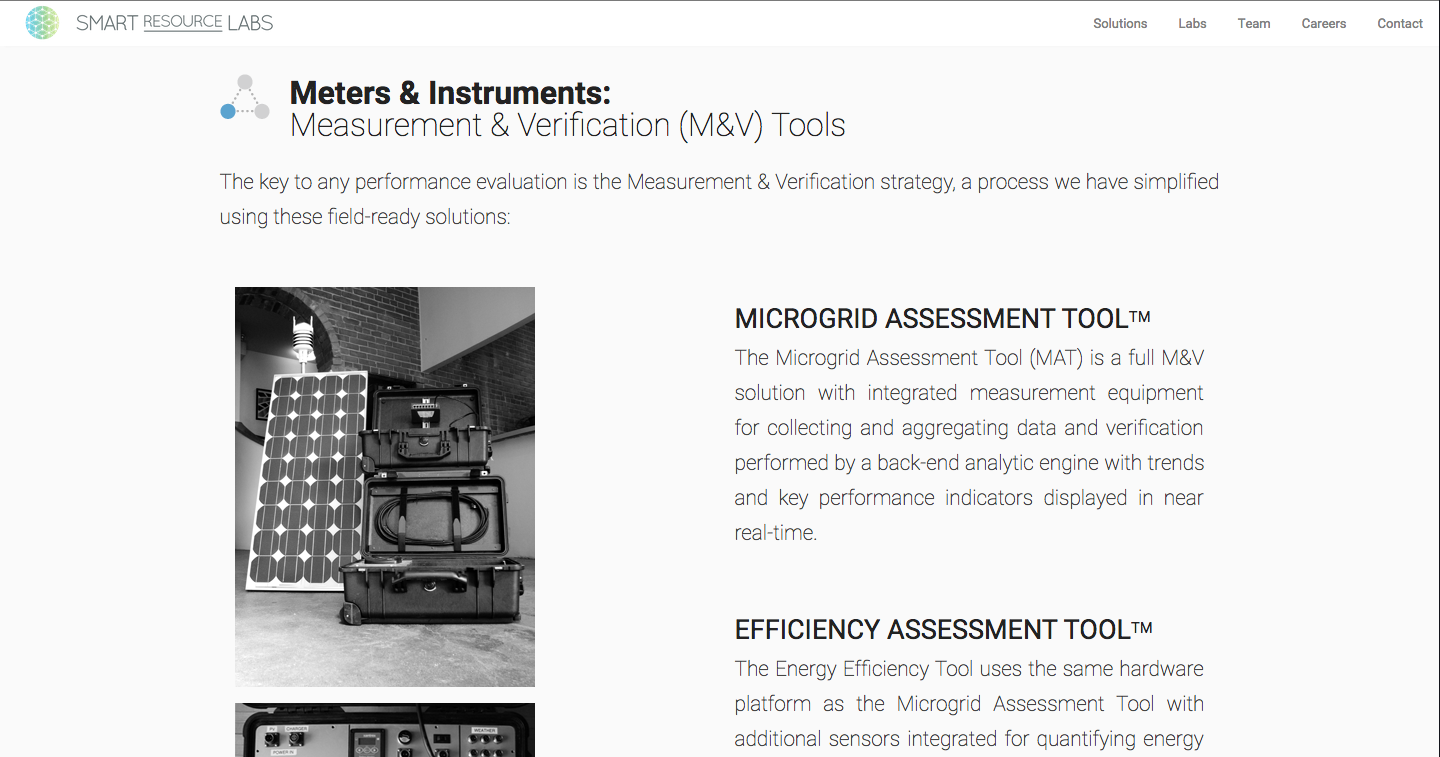 SMART RESOURCE LABS
Solutions Labs Team Careers Contact
Meters & Instruments:
Measurement & Verification (M&V) Tools
The key to any performance evaluation is the Measurement & Verification strategy, a process we have simplified
using these field-ready solutions:
MICROGRID ASSESSMENT TOOL™
The Microgrid Assessment Tool (MAT) is a full M&V
solution with integrated measurement equipment
for collecting and aggregating data and verification
performed by a back-end analytic engine with trends
and key performance indicators displayed in near
real-time.
EFFICIENCY ASSESSMENT TOOL™
The Energy Efficiency Tool uses the same hardware
platform as the Microgrid Assessment Tool with
additional sensors integrated for quantifying energy
PV CHARGER
POWER IN
WEATHER